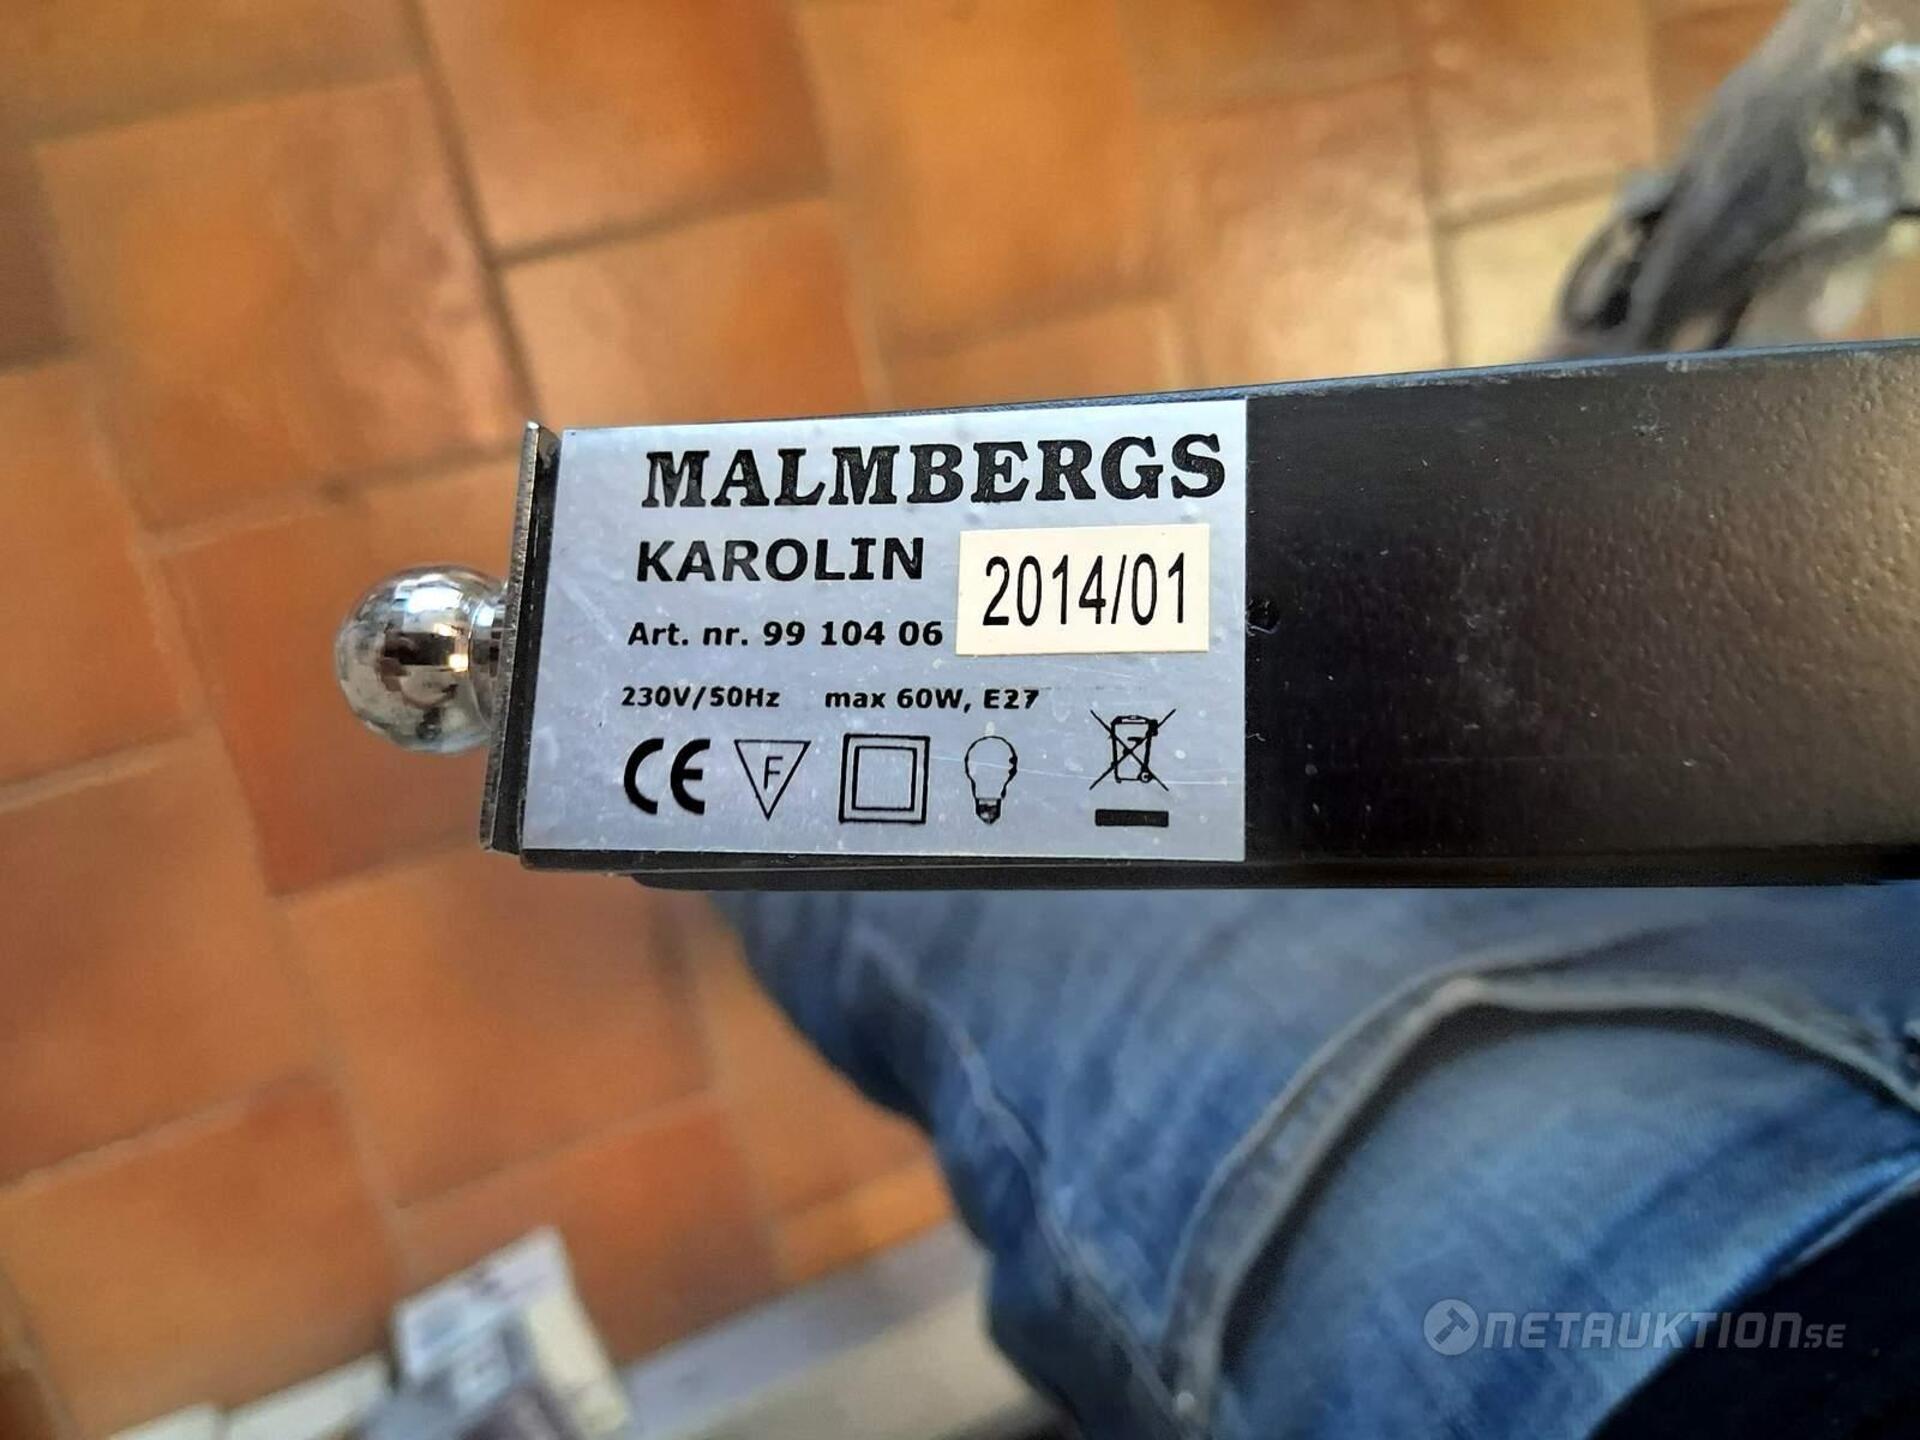 MALMBERGS
KAROLIN
2014/01
Art. nr. 99 104 06
230V/50Hz max 60W, E27
CE F
NETAUKTION.SE